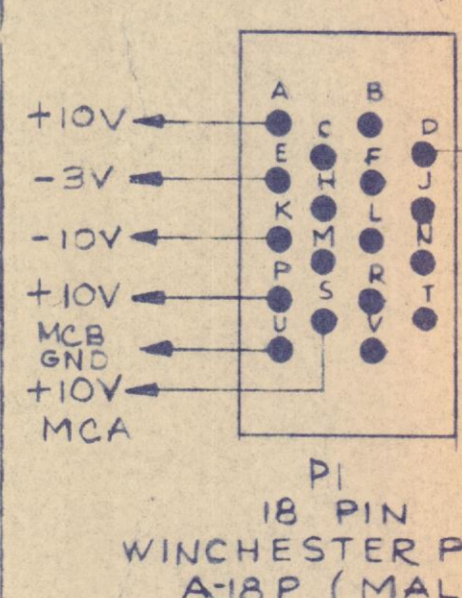 A B
+10V C D
E F
-3V H J
K L
-10V M N
P R
+10V S T
MCB U V
GND
+10V
MCA
P1
18 PIN
WINCHESTER P
A-18P (MAL